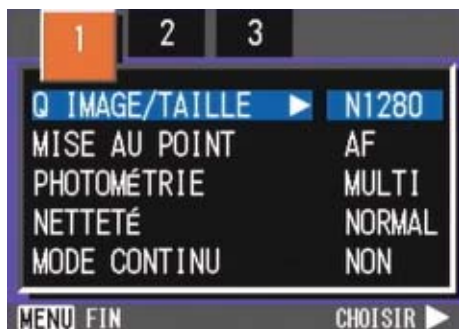 1 2 3
Q IMAGE/TAILLE ▶ N1280
MISE AU POINT AF
PHOTOMÉTRIE MULTI
NETTETÉ NORMAL
MODE CONTINU NON
MENU FIN CHOISIR ▶